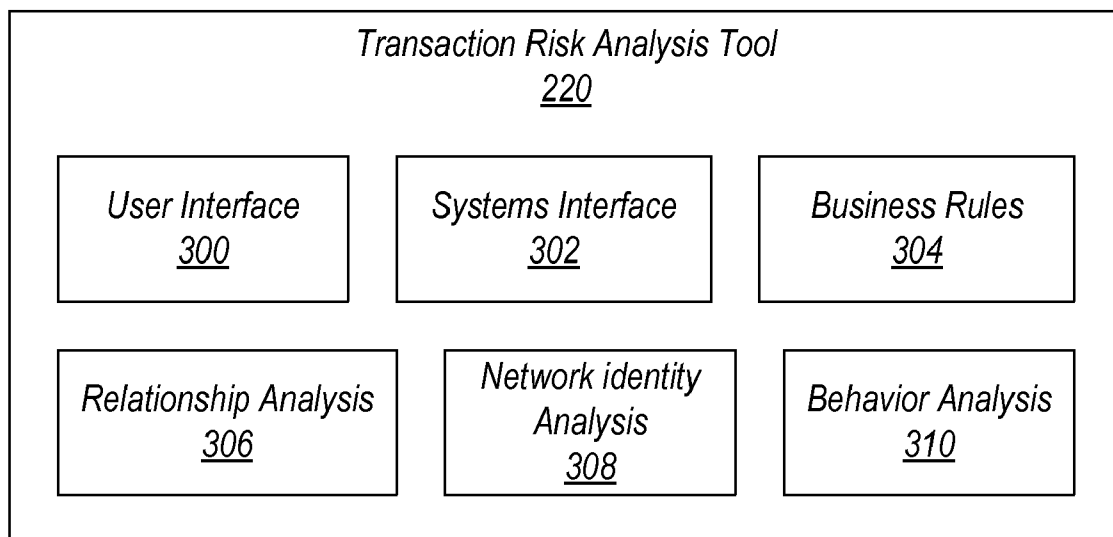 Transaction Risk Analysis Tool
220
User Interface
300
Systems Interface
302
Business Rules
304
Relationship Analysis
306
Network identity
Analysis
308
Behavior Analysis
310